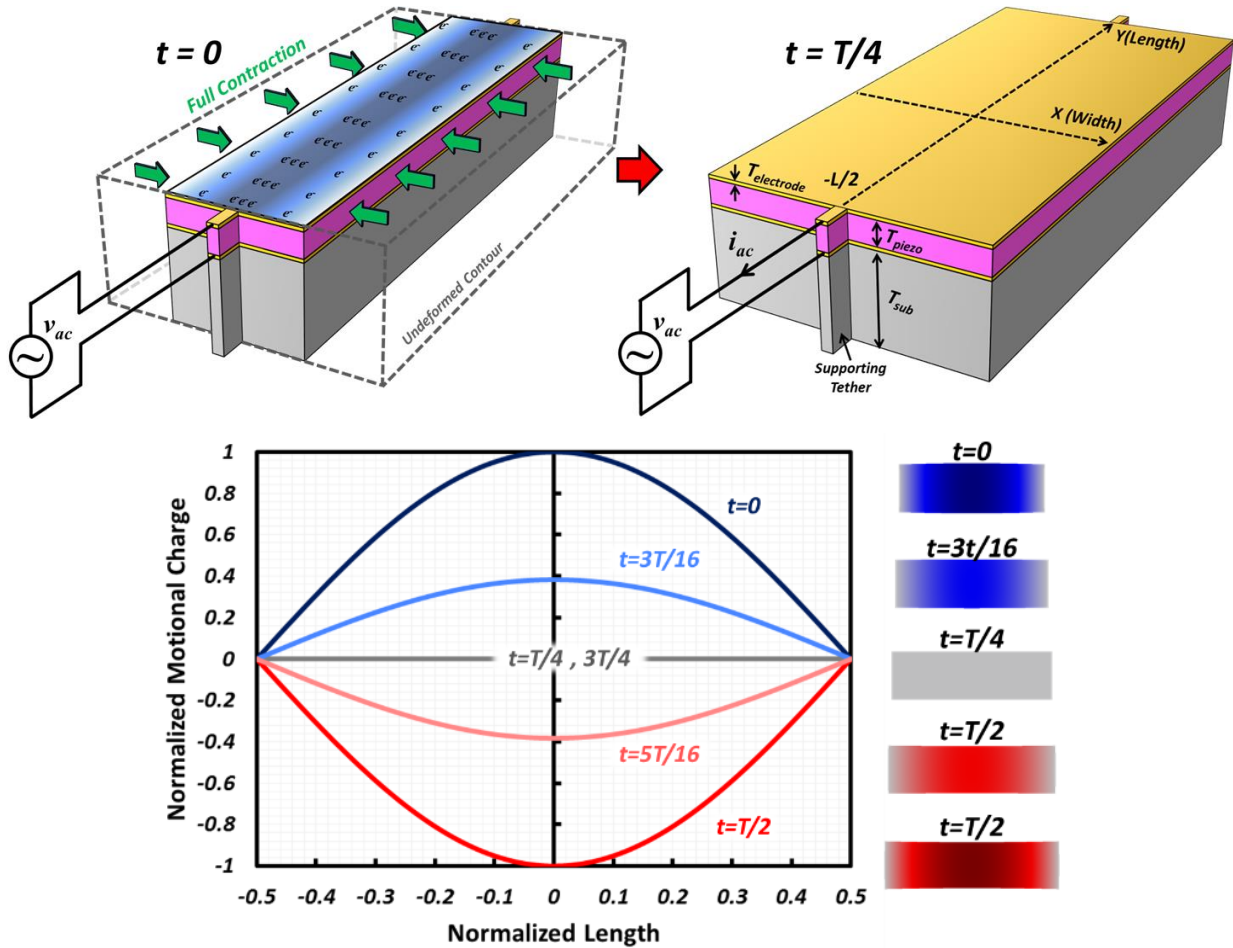 t = 0
Full Contraction
e⁻ e⁻ e⁻ e⁻ e⁻
Undeformed Contour
v_ac
t = T/4
Y(Length)
X (Width)
T_electrode
-L/2
i_ac
T_piezo
T_sub
v_ac
Supporting
Tether
Normalized Motional Charge
1
0.8
0.6
0.4
0.2
0
-0.2
-0.4
-0.6
-0.8
-1
t=0
t=3T/16
t=T/4 , 3T/4
t=5T/16
t=T/2
-0.5 -0.4 -0.3 -0.2 -0.1 0 0.1 0.2 0.3 0.4 0.5
Normalized Length
t=0
t=3t/16
t=T/4
t=T/2
t=T/2